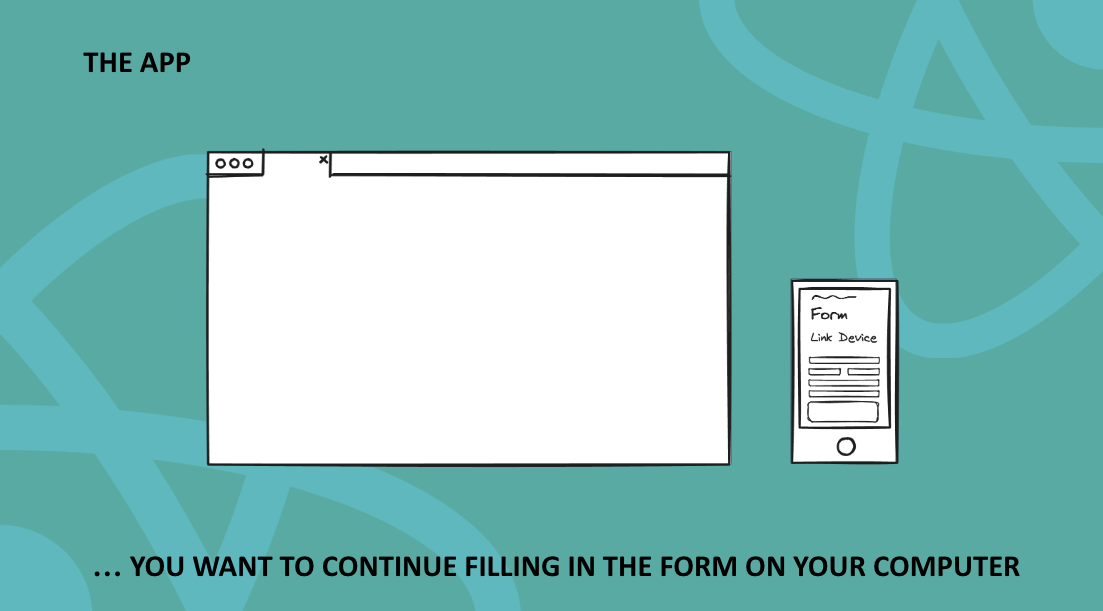 THE APP
Form
Link Device
... YOU WANT TO CONTINUE FILLING IN THE FORM ON YOUR COMPUTER